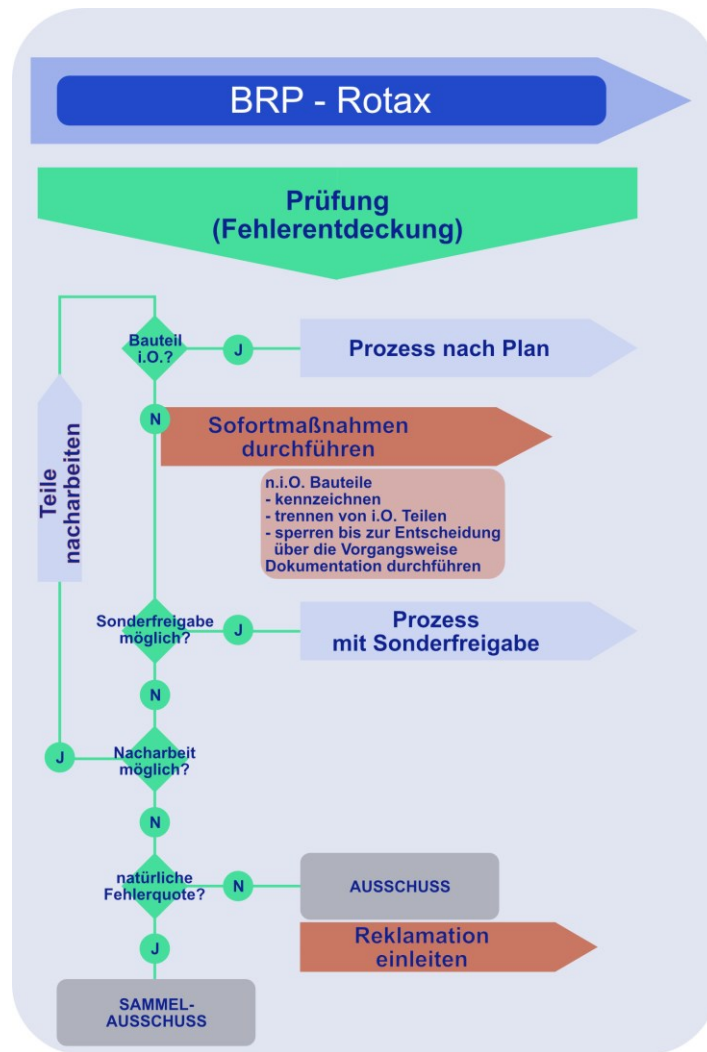 BRP - Rotax
Prüfung
(Fehlerentdeckung)
Bauteil
i.O.?
J
Prozess nach Plan
N
Sofortmaßnahmen
durchführen
n.i.O. Bauteile
- kennzeichnen
- trennen von i.O. Teilen
- sperren bis zur Entscheidung
über die Vorgangsweise
Dokumentation durchführen
Teile
nacharbeiten
Sonderfreigabe
möglich?
J
Prozess
mit Sonderfreigabe
N
J
Nacharbeit
möglich?
N
natürliche
Fehlerquote?
N
AUSSCHUSS
Reklamation
einleiten
J
SAMMEL-
AUSSCHUSS